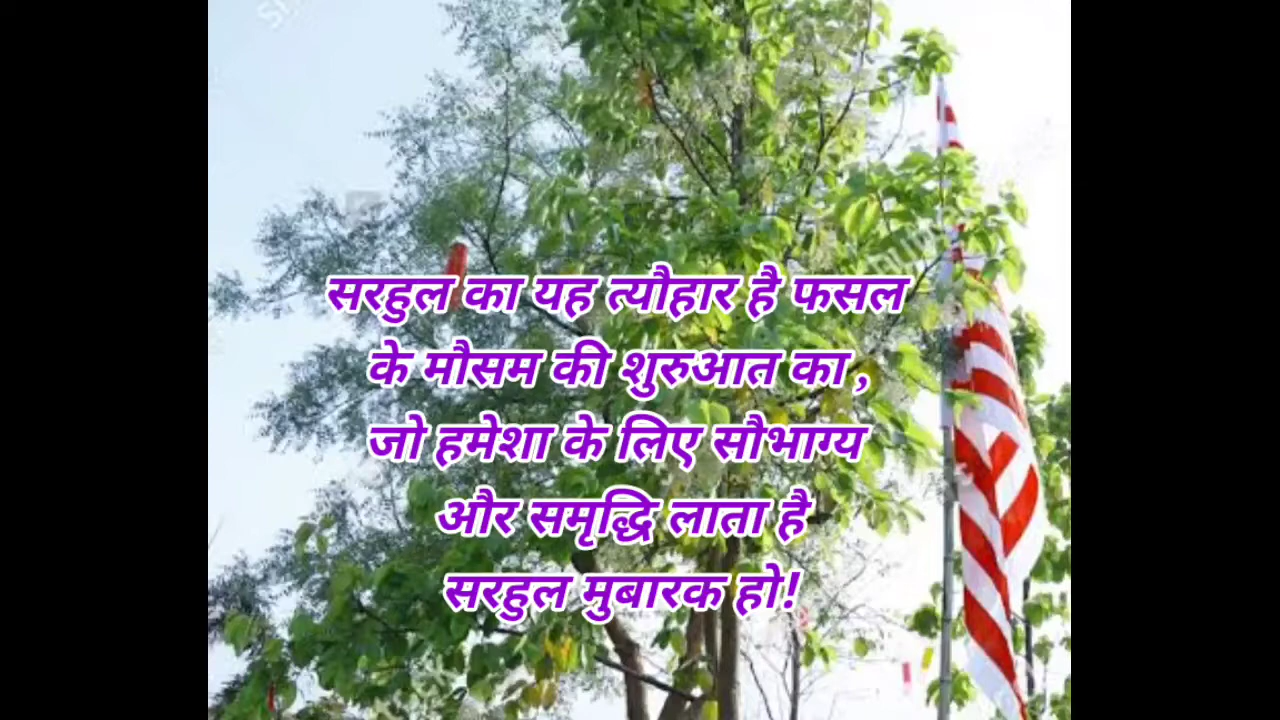 सरहुल का यह त्यौहार है फसल
के मौसम की शुरुआत का ,
जो हमेशा के लिए सौभाग्य
और समृद्धि लाता है
सरहुल मुबारक हो!